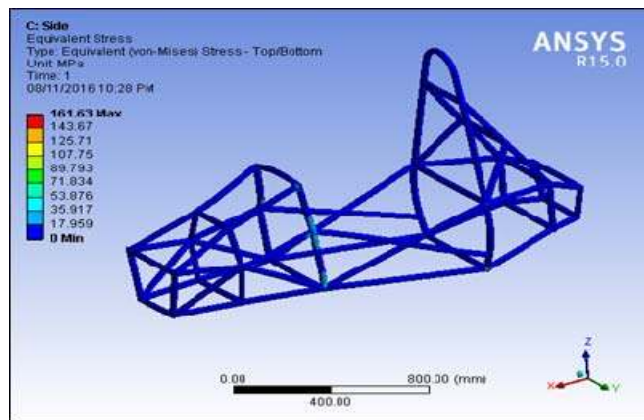 C: Side
Equivalent Stress
Type: Equivalent (von-Mises) Stress - Top/Bottom
Unit: MPa
Time: 1
08/11/2016 10:28 PM
ANSYS
R15.0
161.63 Max
143.67
125.71
107.75
89.793
71.834
53.876
35.917
17.959
0 Min
0.00
800.00 (mm)
400.00
Z
X
Y